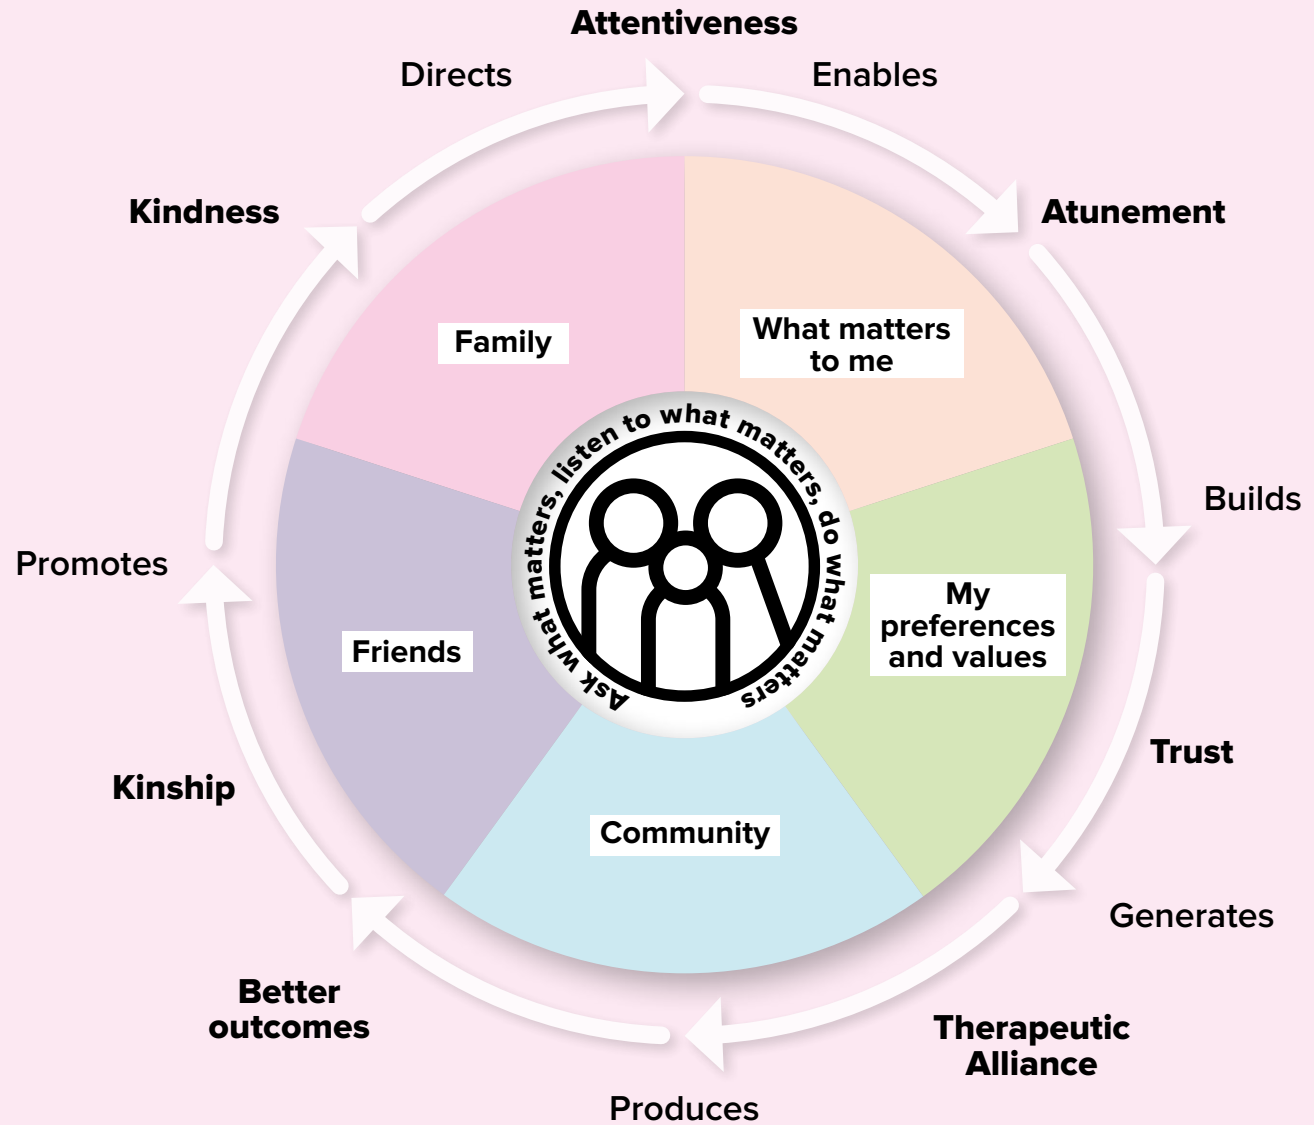 Attentiveness
Directs
Enables
Kindness
Atunement
Family
What matters
to me
Ask what matters, listen to what matters, do what matters
Builds
Promotes
My
preferences
and values
Friends
Trust
Kinship
Community
Generates
Better
outcomes
Therapeutic
Alliance
Produces